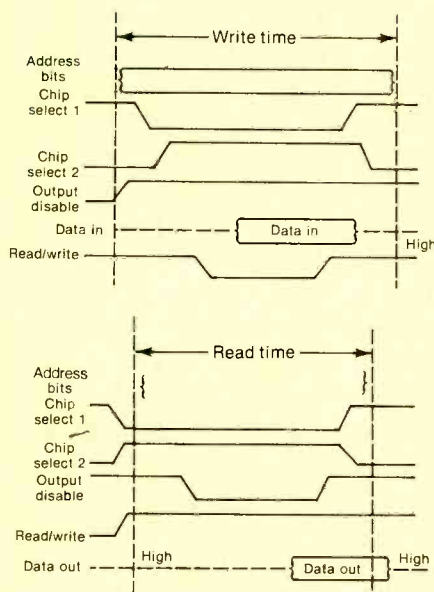 Write time
Address
bits
Chip
select 1
Chip
select 2
Output
disable
Data in
Data in
High
Read/write
Read time
Address
bits
Chip
select 1
Chip
select 2
Output
disable
Read/write
High
Data out
Data out
High